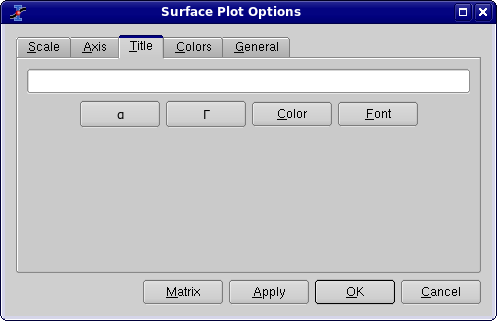 Surface Plot Options
Scale Axis Title Colors General
α Γ Color Font
Matrix Apply OK Cancel